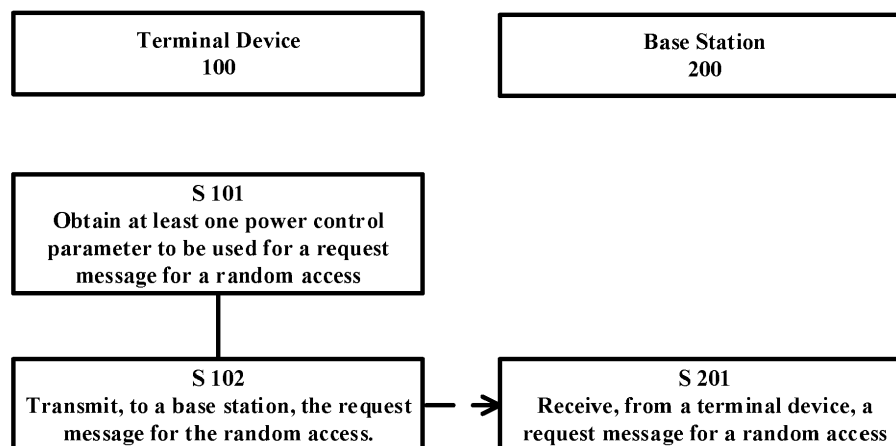 Terminal Device
100
Base Station
200
S 101
Obtain at least one power control
parameter to be used for a request
message for a random access
S 102
Transmit, to a base station, the request
message for the random access.
S 201
Receive, from a terminal device, a
request message for a random access